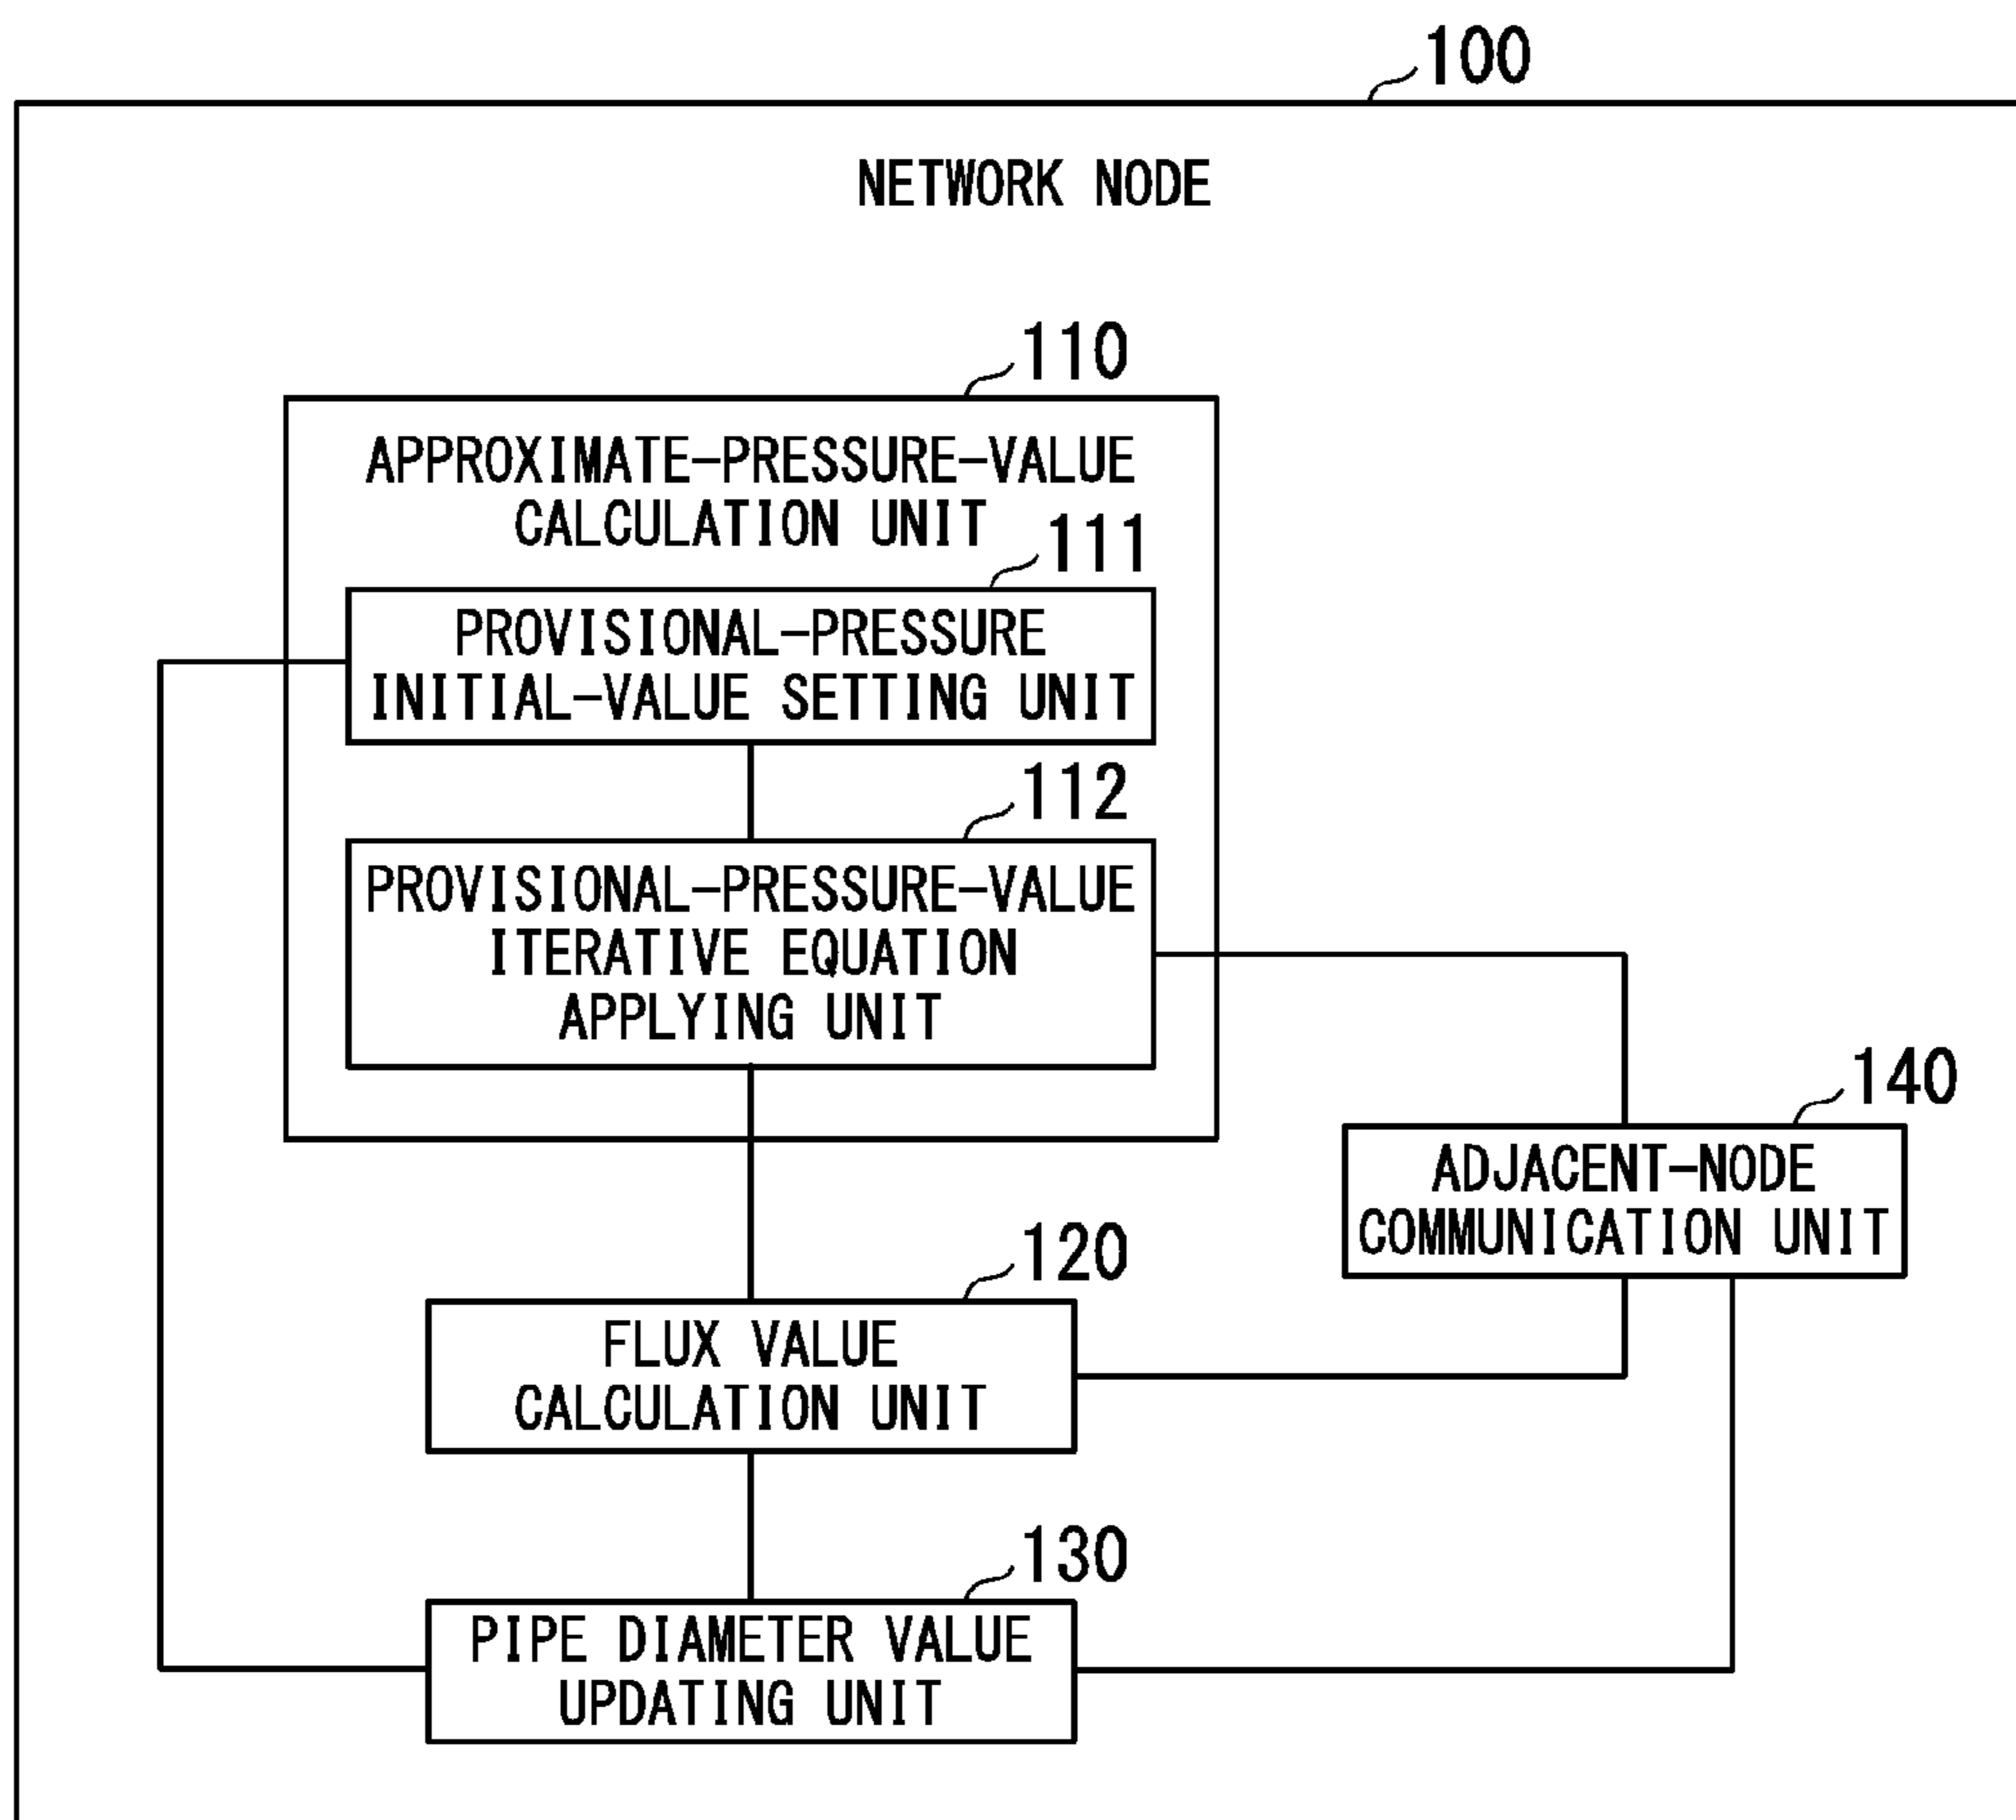 100
NETWORK NODE
110
APPROXIMATE-PRESSURE-VALUE
CALCULATION UNIT
111
PROVISIONAL-PRESSURE
INITIAL-VALUE SETTING UNIT
112
PROVISIONAL-PRESSURE-VALUE
ITERATIVE EQUATION
APPLYING UNIT
140
ADJACENT-NODE
COMMUNICATION UNIT
120
FLUX VALUE
CALCULATION UNIT
130
PIPE DIAMETER VALUE
UPDATING UNIT